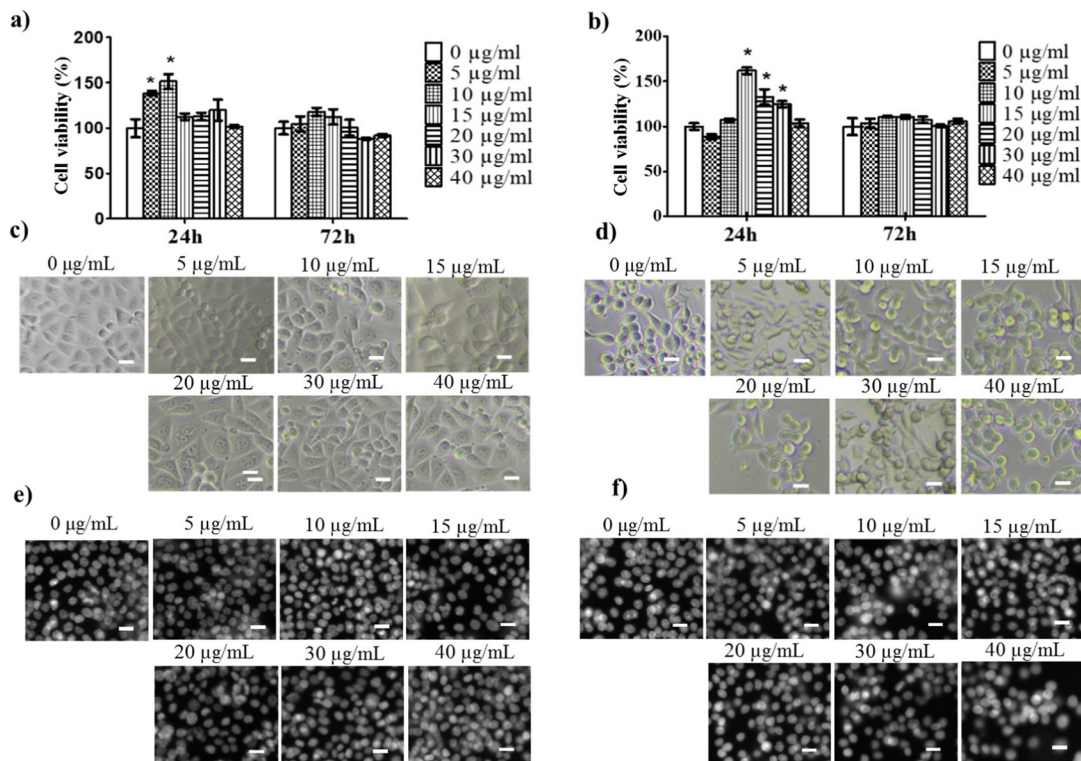 a)
200
150
100
50
0
Cell viability (%)
* *
24h 72h
0 µg/ml
5 µg/ml
10 µg/ml
15 µg/ml
20 µg/ml
30 µg/ml
40 µg/ml
b)
200
150
100
50
0
Cell viability (%)
* * *
24h 72h
0 µg/ml
5 µg/ml
10 µg/ml
15 µg/ml
20 µg/ml
30 µg/ml
40 µg/ml
c)
0 µg/mL 5 µg/mL 10 µg/mL 15 µg/mL
20 µg/mL 30 µg/mL 40 µg/mL
d)
0 µg/mL 5 µg/mL 10 µg/mL 15 µg/mL
20 µg/mL 30 µg/mL 40 µg/mL
e)
0 µg/mL 5 µg/mL 10 µg/mL 15 µg/mL
20 µg/mL 30 µg/mL 40 µg/mL
f)
0 µg/mL 5 µg/mL 10 µg/mL 15 µg/mL
20 µg/mL 30 µg/mL 40 µg/mL